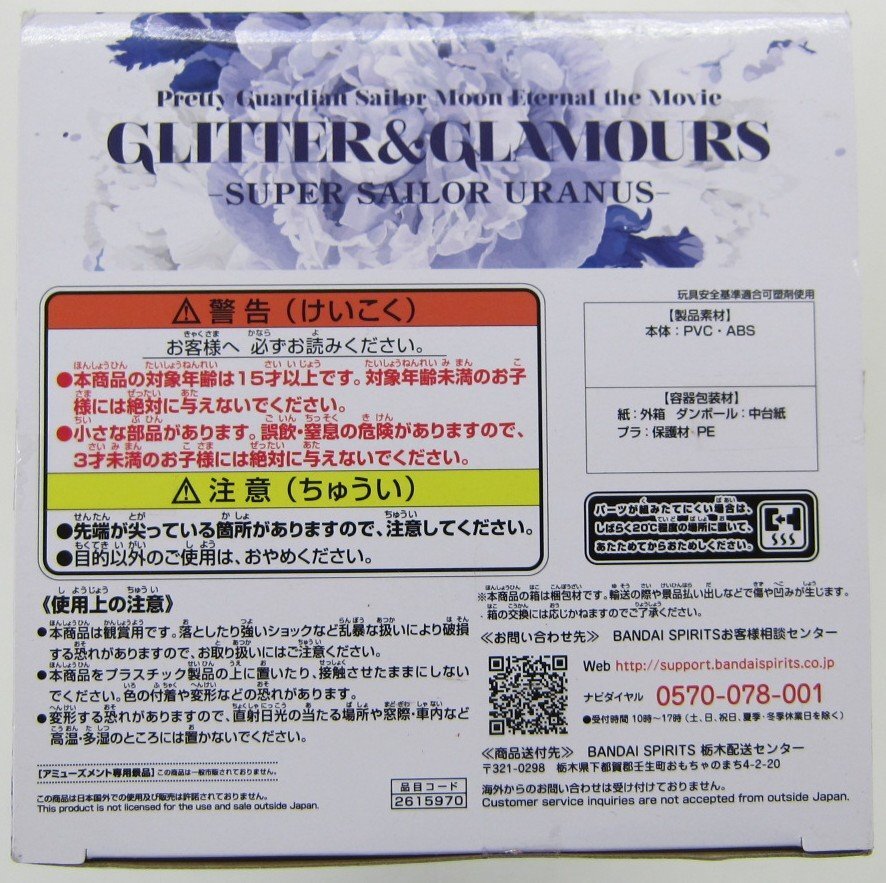 Pretty Guardian Sailor Moon Eternal the Movie
GLITTER&GLAMOURS
-SUPER SAILOR URANUS-
⚠警告(けいこく)
お客様へ 必ずお読みください。
●本商品の対象年齢は15才以上です。対象年齢未満のお子
様には絶対に与えないでください。
●小さな部品があります。誤飲・窒息の危険がありますので、
3才未満のお子様には絶対に与えないでください。
⚠注意(ちゅうい)
●先端が尖っている箇所がありますので、注意してください。
●目的以外のご使用は、おやめください。
玩具安全基準適合可塑剤使用
【製品素材】
本体:PVC・ABS
【容器包装材】
紙:外箱 ダンボール:中台紙
プラ:保護材・PE
パーツが組みたてにくい場合は、
しばらく20℃程度の場所に置いて、
あたためてからおためしください。
《使用上の注意》
●本商品は観賞用です。落としたり強いショックなど乱暴な扱いにより破損
する恐れがありますので、お取り扱いにはご注意ください。
●本商品をプラスチック製品の上に置いたり、接触させたままにしない
でください。色の付着や変形などの恐れがあります。
●変形する恐れがありますので、直射日光の当たる場所や窓際・車内など
高温・多湿のところには置かないでください。
【アミューズメント専用景品】この商品は一般市販されておりません。
この商品は日本国外での使用及び販売は許諾されておりません。
This product is not licensed for the use and sale outside Japan.
品目コード
2615970
※本商品の箱は梱包材です。輸送の際や景品払い出しなどで傷や凹みが生じます。
箱の交換には応じかねますのでご了承ください。
≪お問い合わせ先≫ BANDAI SPIRITSお客様相談センター
Web http://support.bandaispirits.co.jp
ナビダイヤル 0570-078-001
●受付時間 10時~17時(土、日、祝日、夏季・冬季休業日を除く)
≪商品送付先≫ BANDAI SPIRITS 栃木配送センター
〒321-0298 栃木県下都賀郡壬生町おもちゃのまち4-2-20
海外からのお問い合わせは受け付けておりません。
Customer service inquiries are not accepted from outside Japan.